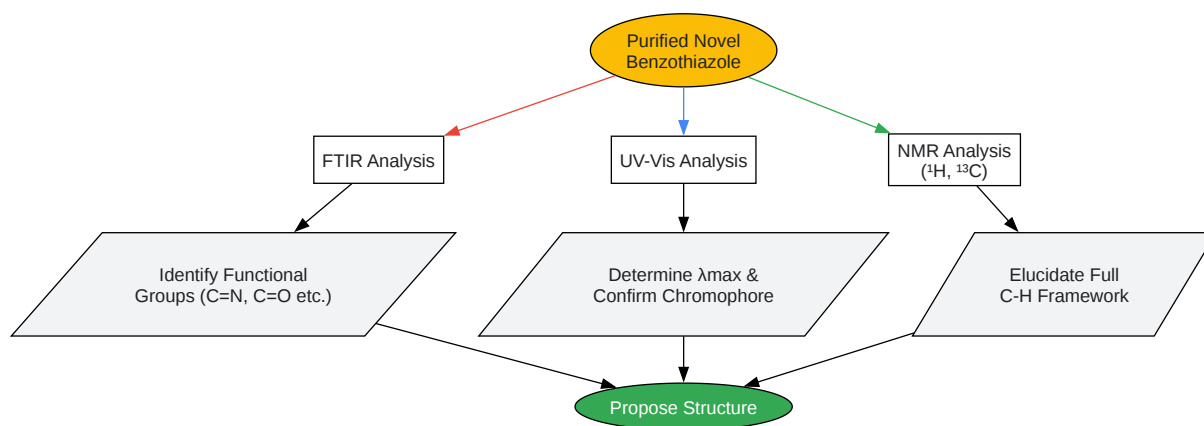 Purified Novel
Benzothiazole
FTIR Analysis
UV-Vis Analysis
NMR Analysis
(¹H, ¹³C)
Identify Functional
Groups (C=N, C=O etc.)
Determine λmax &
Confirm Chromophore
Elucidate Full
C-H Framework
Propose Structure